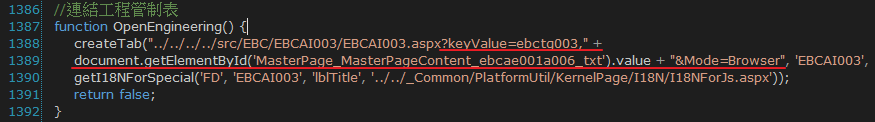 1386 //連結工程管制表
1387 function OpenEngineering() {
1388 createTab("../../../../src/EBC/EBCAI003/EBCAI003.aspx?keyValue=ebctg003," +
1389 document.getElementById('MasterPage_MasterPageContent_ebcae001a006_txt').value + "&Mode=Browser", 'EBCAI003',
1390 getI18NForSpecial('FD', 'EBCAI003', 'lblTitle', '../../_Common/PlatformUtil/KernelPage/I18N/I18NForJs.aspx'));
1391 return false;
1392 }